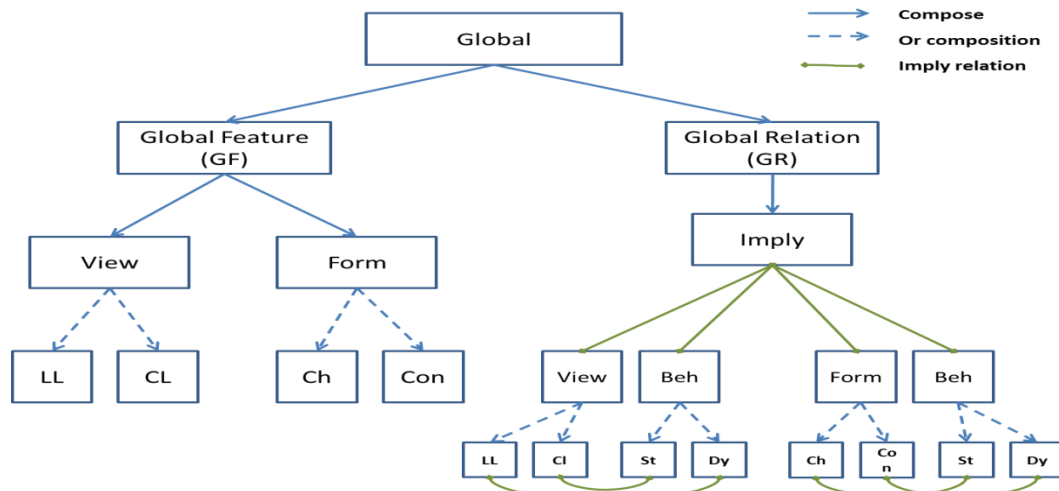 Global
Compose
Or composition
Imply relation
Global Feature
(GF)
Global Relation
(GR)
View
Form
Imply
LL
CL
Ch
Con
View
Beh
Form
Beh
LL
Cl
St
Dy
Ch
Co
n
St
Dy